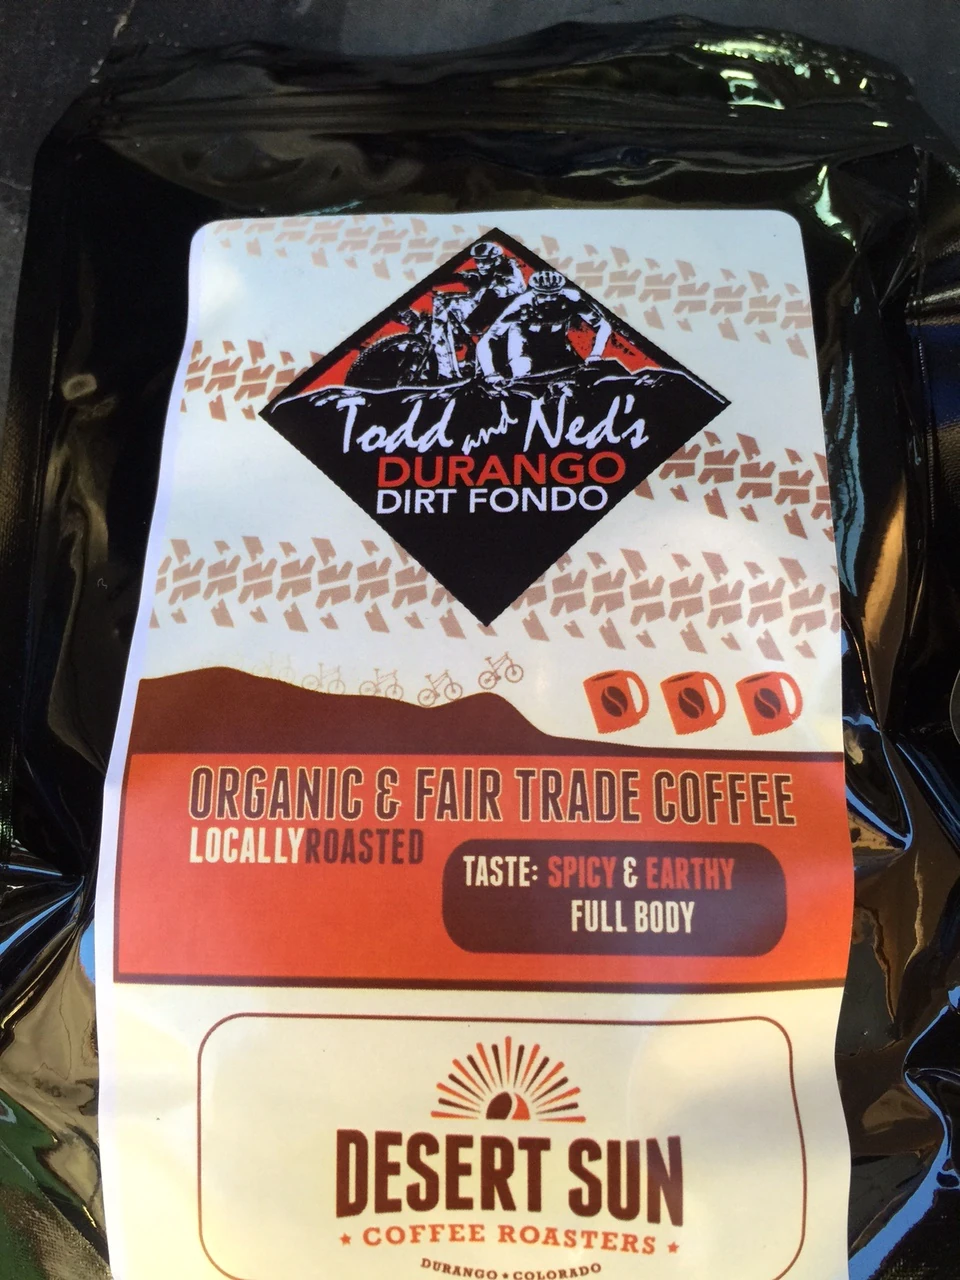 Todd and Ned's
DURANGO
DIRT FONDO
ORGANIC & FAIR TRADE COFFEE
LOCALLYROASTED
TASTE: SPICY & EARTHY
FULL BODY
DESERT SUN
★ COFFEE ROASTERS ★
DURANGO ★ COLORADO